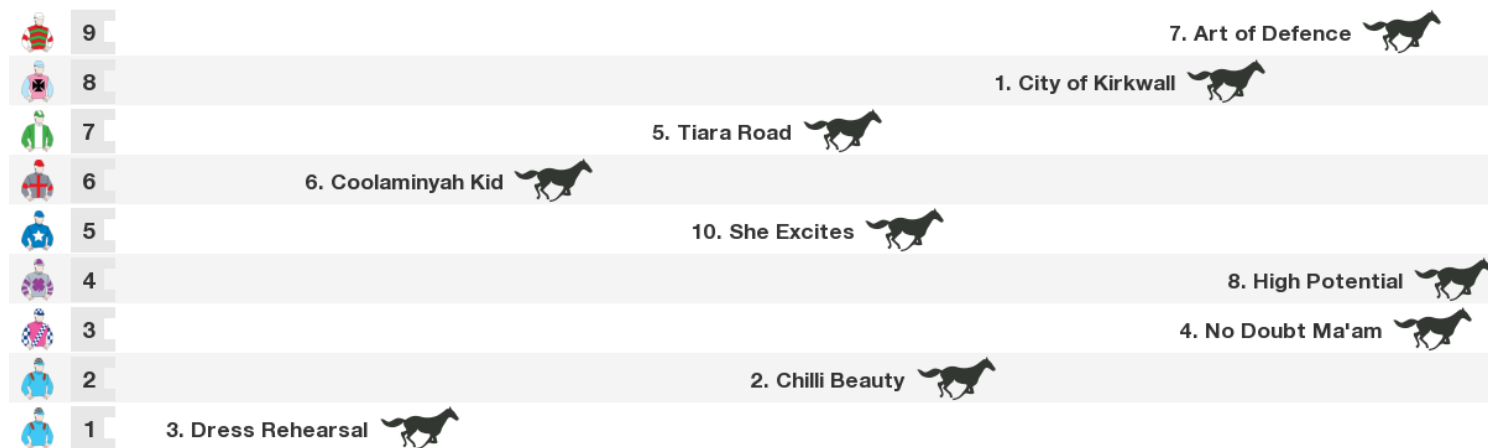 9 7. Art of Defence
8 1. City of Kirkwall
7 5. Tiara Road
6 6. Coolaminyah Kid
5 10. She Excites
4 8. High Potential
3 4. No Doubt Ma'am
2 2. Chilli Beauty
1 3. Dress Rehearsal